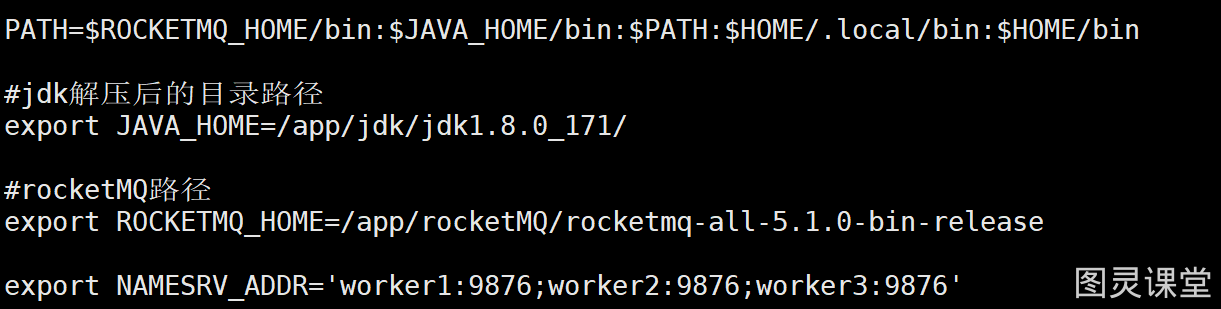 PATH=$ROCKETMQ_HOME/bin:$JAVA_HOME/bin:$PATH:$HOME/.local/bin:$HOME/bin
#jdk解压后的目录路径
export JAVA_HOME=/app/jdk/jdk1.8.0_171/
#rocketMQ路径
export ROCKETMQ_HOME=/app/rocketMQ/rocketmq-all-5.1.0-bin-release
export NAMESRV_ADDR='worker1:9876;worker2:9876;worker3:9876'
图灵课堂